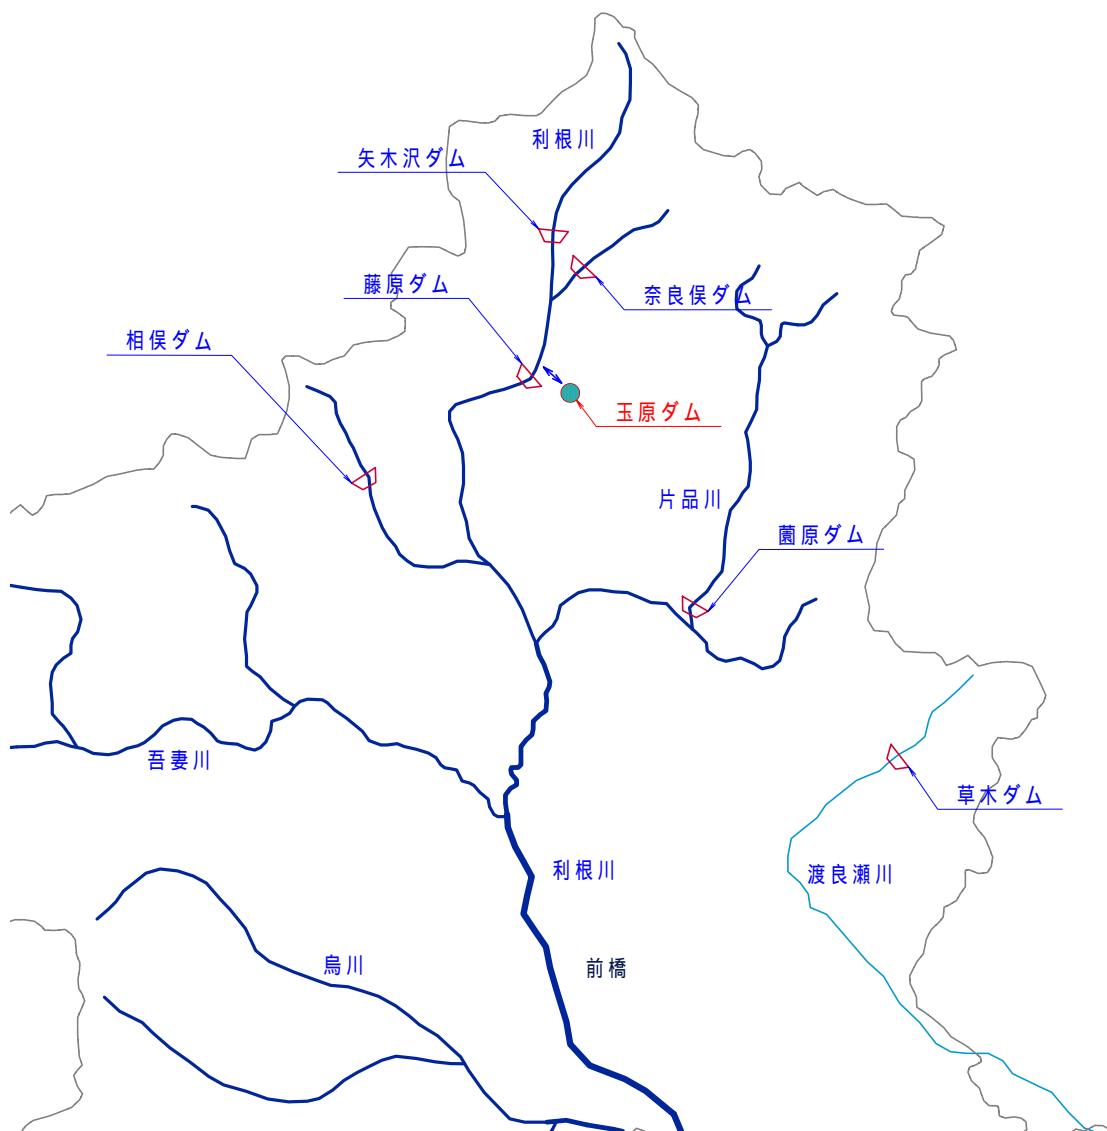 利根川
矢木沢ダム
藤原ダム
奈良俣ダム
相俣ダム
玉原ダム
片品川
薗原ダム
吾妻川
草木ダム
利根川
渡良瀬川
烏川
前橋